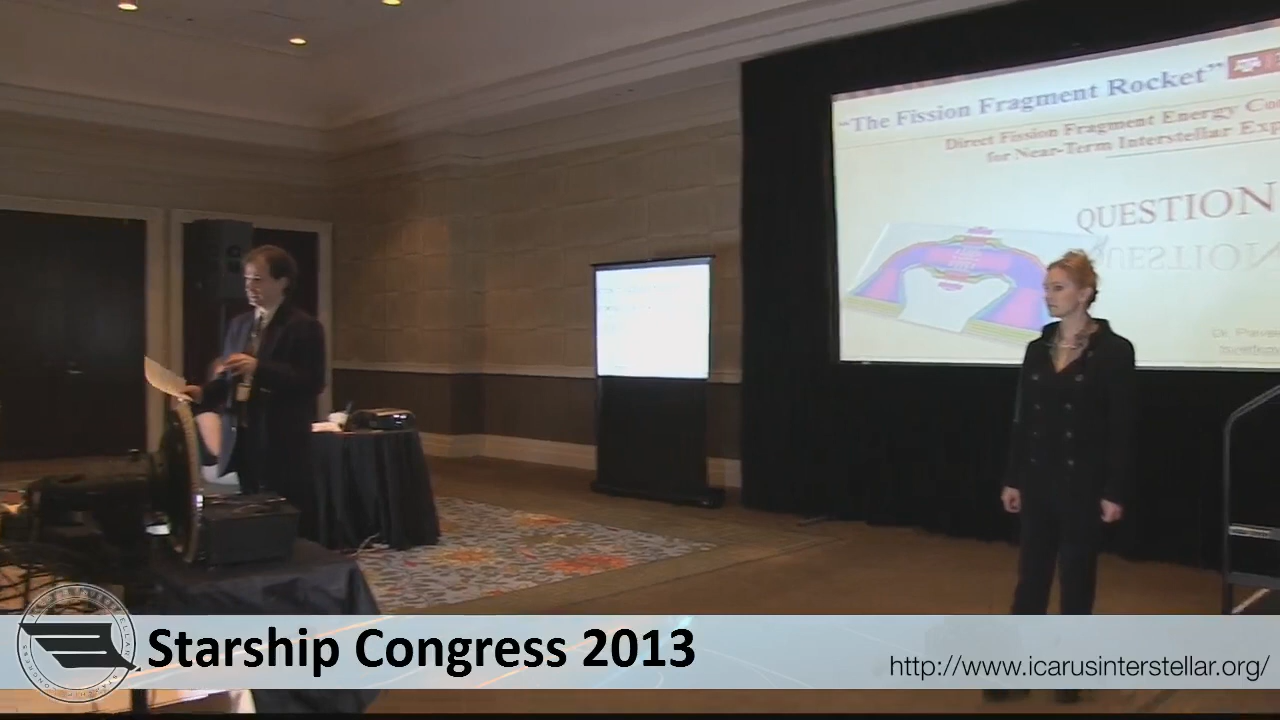 "The Fission Fragment Rocket"
Direct Fission Fragment Energy Co
for Near-Term Interstellar Exp
QUESTION
Dr.
Starship Congress 2013
http://www.icarusinterstellar.org/